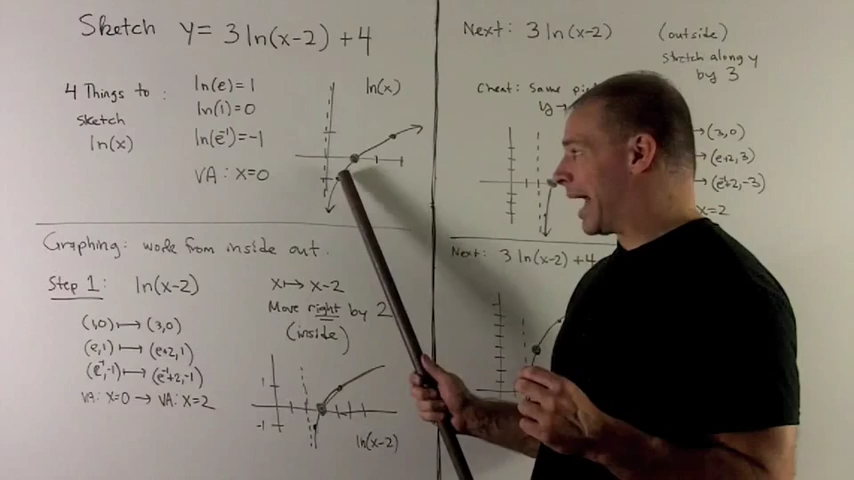 Sketch y= 3 ln(x-2) +4
4 Things to :
sketch
ln(x)
ln(e)=1
ln(1)=0
ln(e⁻¹)=-1
VA: x=0
ln(x)
Graphing: work from inside out.
Step 1: ln(x-2)
x↦ x-2
Move right by 2
(inside)
(1,0)↦(3,0)
(e,1)↦(e+2,1)
(e⁻¹,-1)↦(e⁻¹+2,-1)
VA: x=0 → VA: x=2
1
-1
ln(x-2)
Next: 3 ln(x-2)
(outside)
stretch along y
by 3
Cheat: same
y→
→(3,0)
→(e+2,3)
→(e⁻¹+2,-3)
x=2
Next: 3 ln(x-2) +4